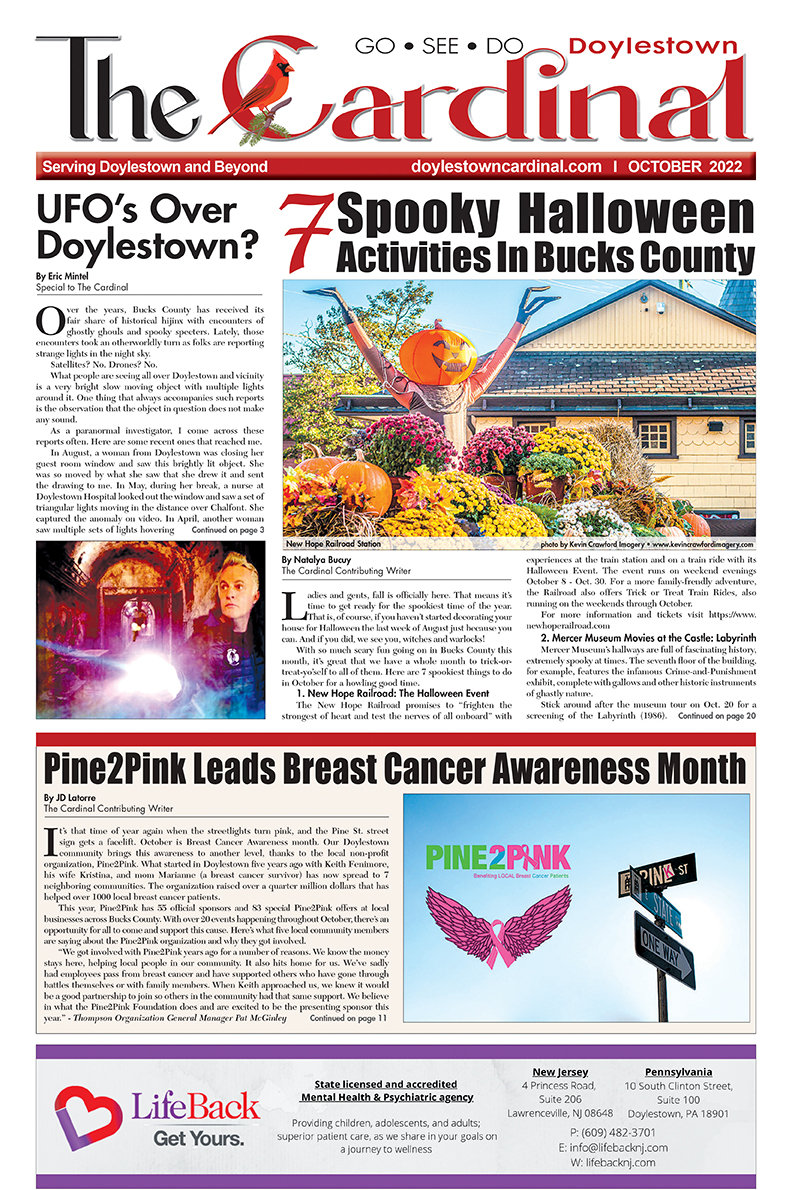 GO • SEE • DO Doylestown
The Cardinal
Serving Doylestown and Beyond doylestowncardinal.com | OCTOBER 2022
UFO's Over
Doylestown?
By Eric Mintel
Special to The Cardinal
Over the years, Bucks County has received its
fair share of historical hijinx with encounters of
ghostly ghouls and spooky specters. Lately, those
encounters took an otherworldly turn as folks are reporting
strange lights in the night sky.
Satellites? No. Drones? No.
What people are seeing all over Doylestown and vicinity
is a very bright slow moving object with multiple lights
around it. One thing that always accompanies such reports
is the observation that the object in question does not make
any sound.
As a paranormal investigator, I come across these
reports often. Here are some recent ones that reached me.
In August, a woman from Doylestown was closing her
guest room window and saw this brightly lit object. She
was so moved by what she saw that she drew it and sent
the drawing to me. In May, during her break, a nurse at
Doylestown Hospital looked out the window and saw a set of
triangular lights moving in the distance over Chalfont. She
captured the anomaly on video. In April, another woman
saw multiple sets of lights hovering Continued on page 3
7 Spooky Halloween
Activities In Bucks County
New Hope Railroad Station photo by Kevin Crawford Imagery • www.kevincrawfordimagery.com
By Natalya Bucuy
The Cardinal Contributing Writer
Ladies and gents, fall is officially here. That means it's
time to get ready for the spookiest time of the year.
That is, of course, if you haven't started decorating your
house for Halloween the last week of August just because you
can. And if you did, we see you, witches and warlocks!
With so much scary fun going on in Bucks County this
month, it's great that we have a whole month to trick-or-
treat-yo'self to all of them. Here are 7 spookiest things to do
in October for a howling good time.
1. New Hope Railroad: The Halloween Event
The New Hope Railroad promises to "frighten the
strongest of heart and test the nerves of all onboard" with
experiences at the train station and on a train ride with its
Halloween Event. The event runs on weekend evenings
October 8 - Oct. 30. For a more family-frendly adventure,
the Railroad also offers Trick or Treat Train Rides, also
running on the weekends through October.
For more information and tickets visit https://www.
newhoperailroad.com
2. Mercer Museum Movies at the Castle: Labyrinth
Mercer Museum's hallways are full of fascinating history,
extremely spooky at times. The seventh floor of the building,
for example, features the infamous Crime-and-Punishment
exhibit, complete with gallows and other historic instruments
of ghastly nature.
Stick around after the museum tour on Oct. 20 for a
screening of the Labyrinth (1986). Continued on page 20
Pine2Pink Leads Breast Cancer Awareness Month
By JD Latorre
The Cardinal Contributing Writer
It's that time of year again when the streetlights turn pink, and the Pine St. street
sign gets a facelift. October is Breast Cancer Awareness month. Our Doylestown
community brings this awareness to another level, thanks to the local non-profit
organization, Pine2Pink. What started in Doylestown five years ago with Keith Fenimore,
his wife Kristina, and mom Marianne (a breast cancer survivor) has now spread to 7
neighboring communities. The organization raised over a quarter million dollars that has
helped over 1000 local breast cancer patients.
This year, Pine2Pink has 55 official sponsors and 83 special Pine2Pink offers at local
businesses across Bucks County. With over 20 events happening throughout October, there's an
opportunity for all to come and support this cause. Here's what five local community members
are saying about the Pine2Pink organization and why they got involved.
"We got involved with Pine2Pink years ago for a number of reasons. We know the money
stays here, helping local people in our community. It also hits home for us. We've sadly
had employees pass from breast cancer and have supported others who have gone through
battles themselves or with family members. When Keith approached us, we knew it would
be a good partnership to join so others in the community had that same support. We believe
in what the Pine2Pink Foundation does and are excited to be the presenting sponsor this
year." - Thompson Organization General Manager Pat McGinley Continued on page 11
PINE2PINK
Benefiting LOCAL Breast Cancer Patients
PINK ST
STATE ST
ONE WAY
LifeBack
Get Yours.
State licensed and accredited
Mental Health & Psychiatric agency
Providing children, adolescents, and adults;
superior patient care, as we share in your goals on
a journey to wellness
New Jersey
4 Princess Road,
Suite 206
Lawrenceville, NJ 08648
Pennsylvania
10 South Clinton Street,
Suite 100
Doylestown, PA 18901
P: (609) 482-3701
E: info@lifebacknj.com
W: lifebacknj.com